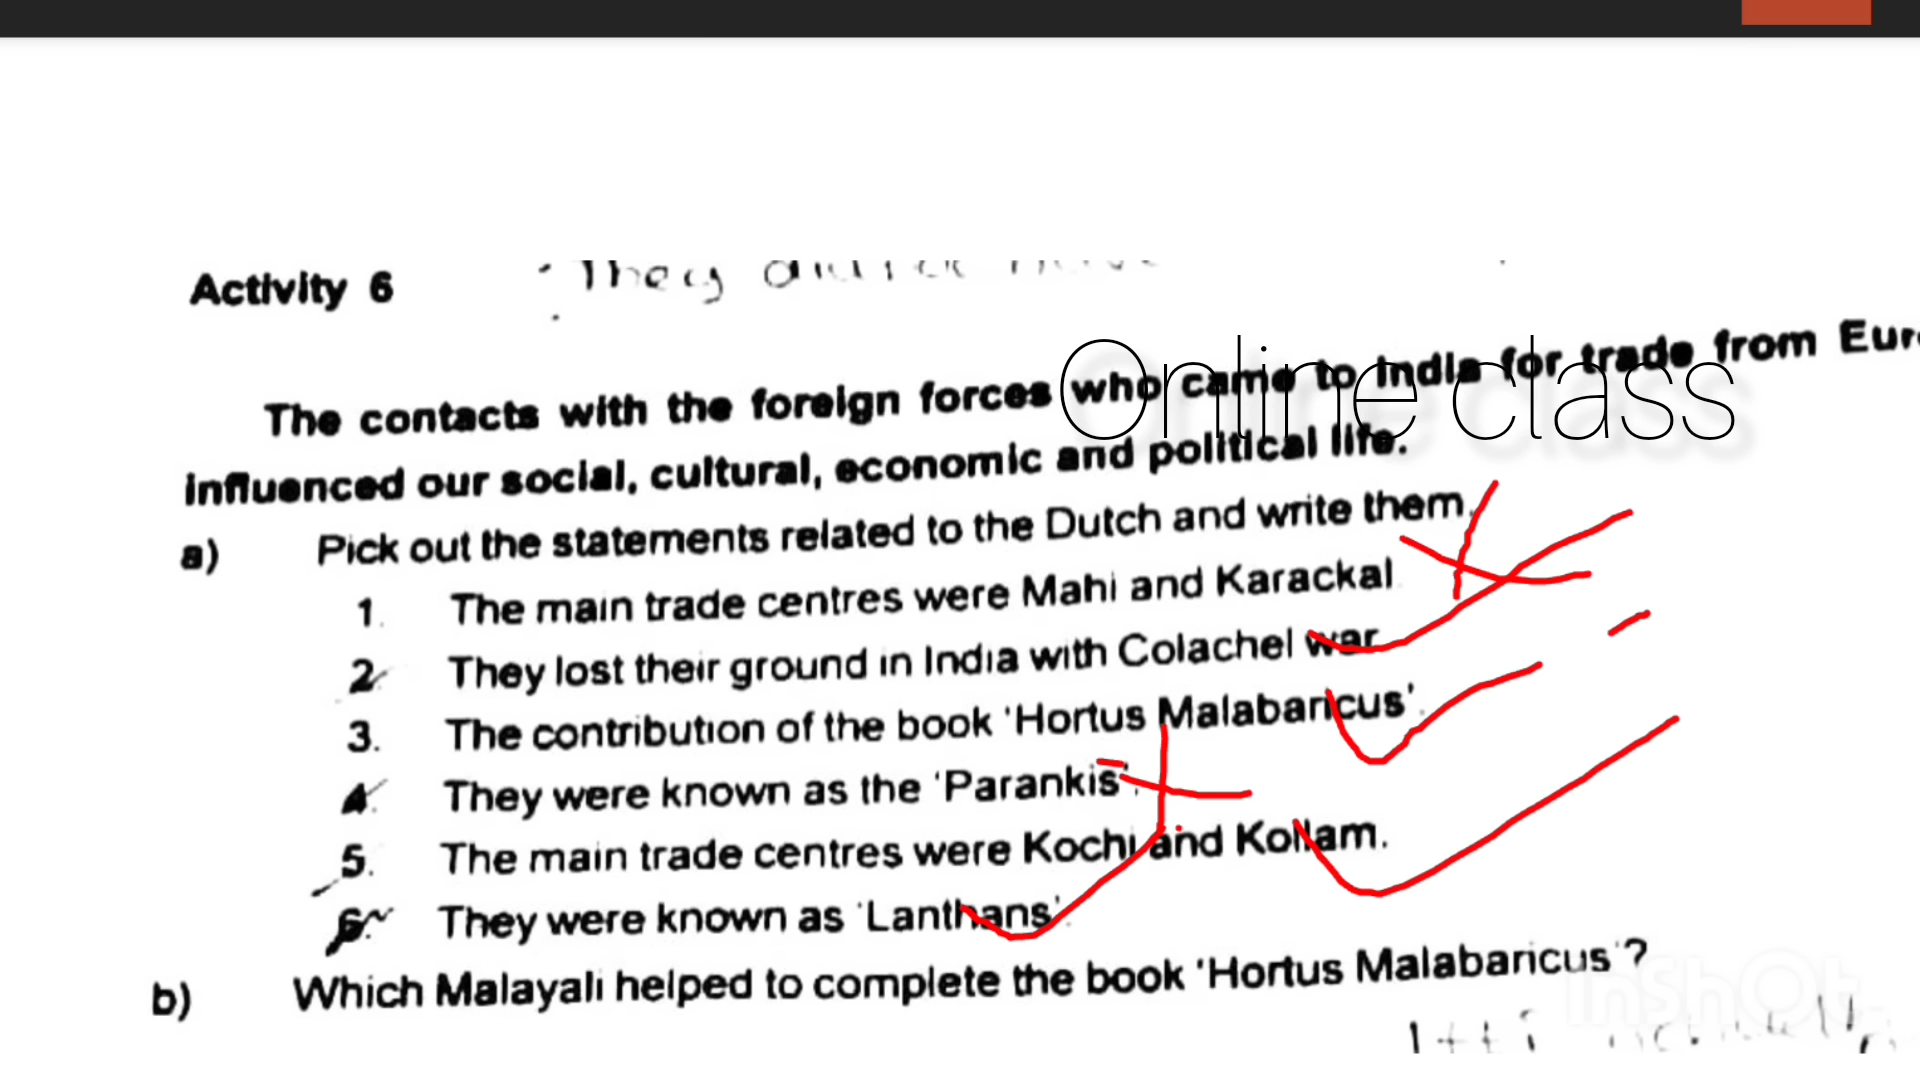 Activity 6
They
Online class
The contacts with the foreign forces who came to India for trade from Eur
influenced our social, cultural, economic and political life.
a) Pick out the statements related to the Dutch and write them.
1. The main trade centres were Mahi and Karackal
2. They lost their ground in India with Colachel war
3. The contribution of the book 'Hortus Malabaricus'.
4. They were known as the 'Parankis'.
5. The main trade centres were Kochi and Kollam.
6. They were known as 'Lanthans'.
b) Which Malayali helped to complete the book 'Hortus Malabaricus'?
InShOt
Itti